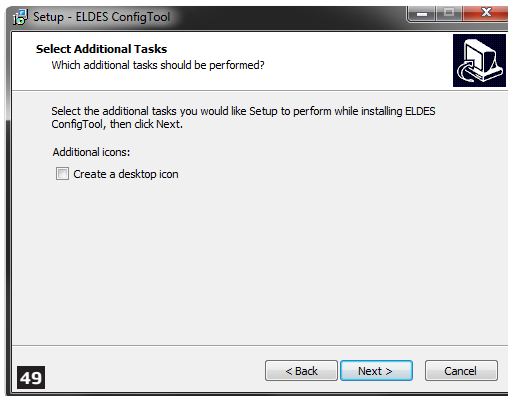 Setup - ELDES ConfigTool
Select Additional Tasks
Which additional tasks should be performed?
Select the additional tasks you would like Setup to perform while installing ELDES
ConfigTool, then click Next.
Additional icons:
Create a desktop icon
49
< Back
Next >
Cancel